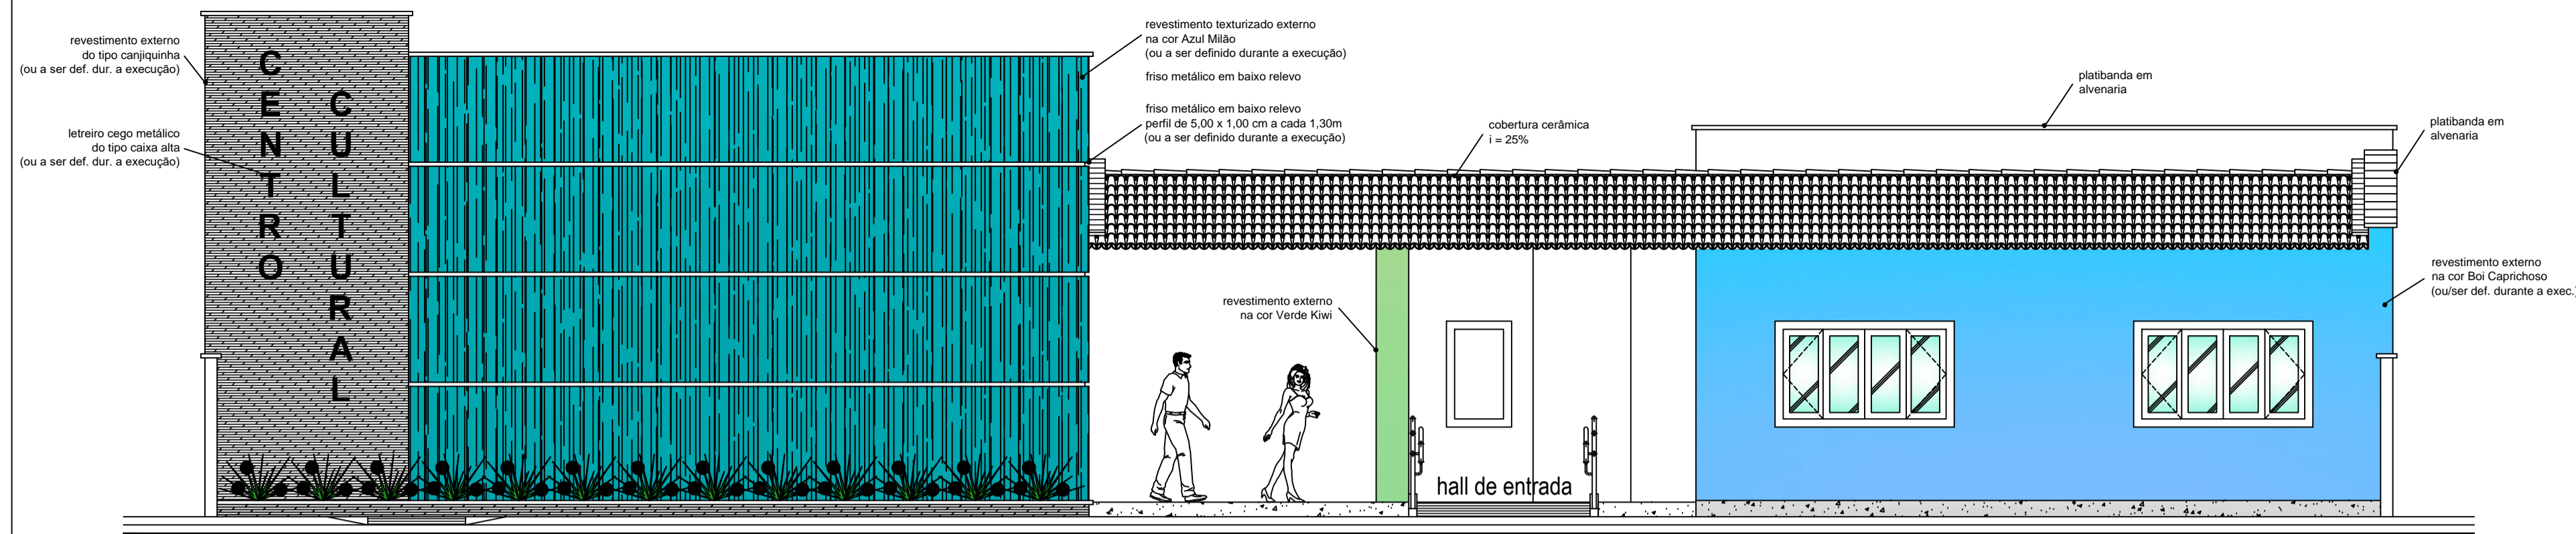 revestimento externo
do tipo canjiquinha
(ou a ser def. dur. a execução)
letreiro cego metálico
do tipo caixa alta
(ou a ser def. dur. a execução)
CENTRO
CULTURAL
revestimento texturizado externo
na cor Azul Milão
(ou a ser definido durante a execução)
friso metálico em baixo relevo
friso metálico em baixo relevo
perfil de 5,00 x 1,00 cm a cada 1,30m
(ou a ser definido durante a execução)
cobertura cerâmica
i = 25%
platibanda em
alvenaria
platibanda em
alvenaria
revestimento externo
na cor Verde Kiwi
revestimento externo
na cor Boi Caprichoso
(ou/ser def. durante a exec.)
hall de entrada